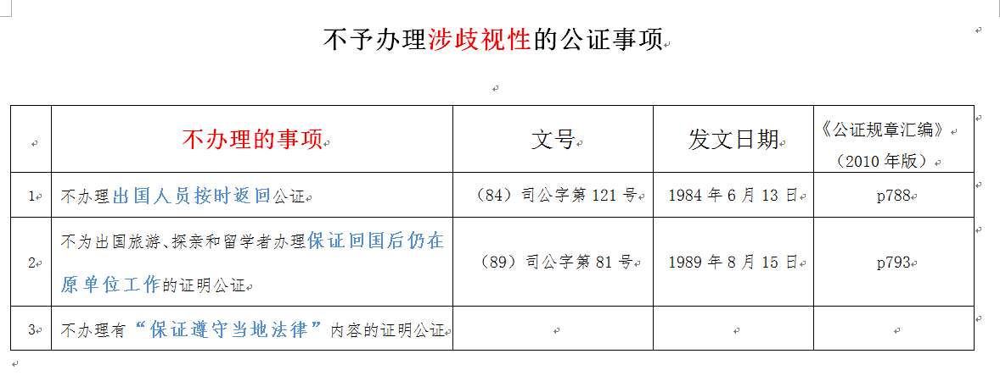 不予办理涉歧视性的公证事项
不办理的事项 文号 发文日期 《公证规章汇编》
（2010 年版）
1 不办理出国人员按时返回公证 （84）司公字第 121 号 1984 年 6 月 13 日 p788
不为出国旅游、探亲和留学者办理保证回国后仍在
2 （89）司公字第 81 号 1989 年 8 月 15 日 p793
原单位工作的证明公证
3 不办理有“保证遵守当地法律”内容的证明公证